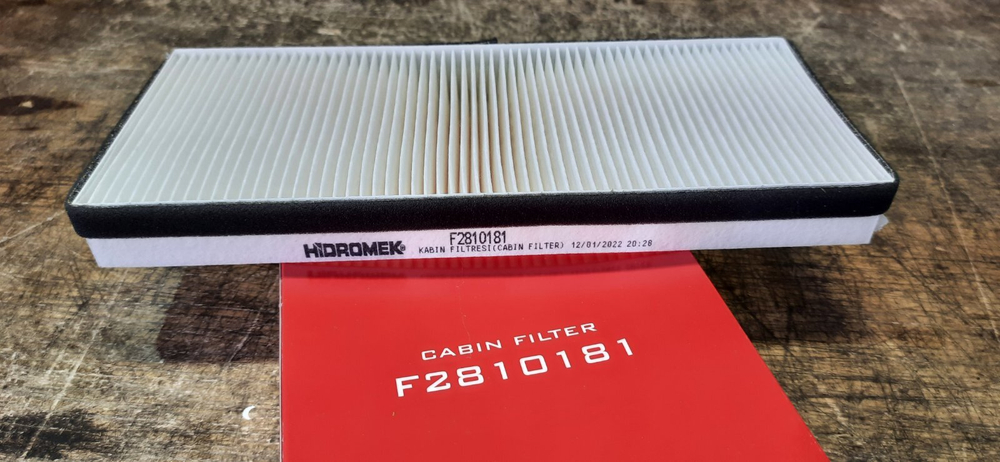 HİDROMEK®
F2810181
KABIN FILTRESI(CABIN FILTER) 12/01/2022 20:28
CABIN FILTER
F2810181